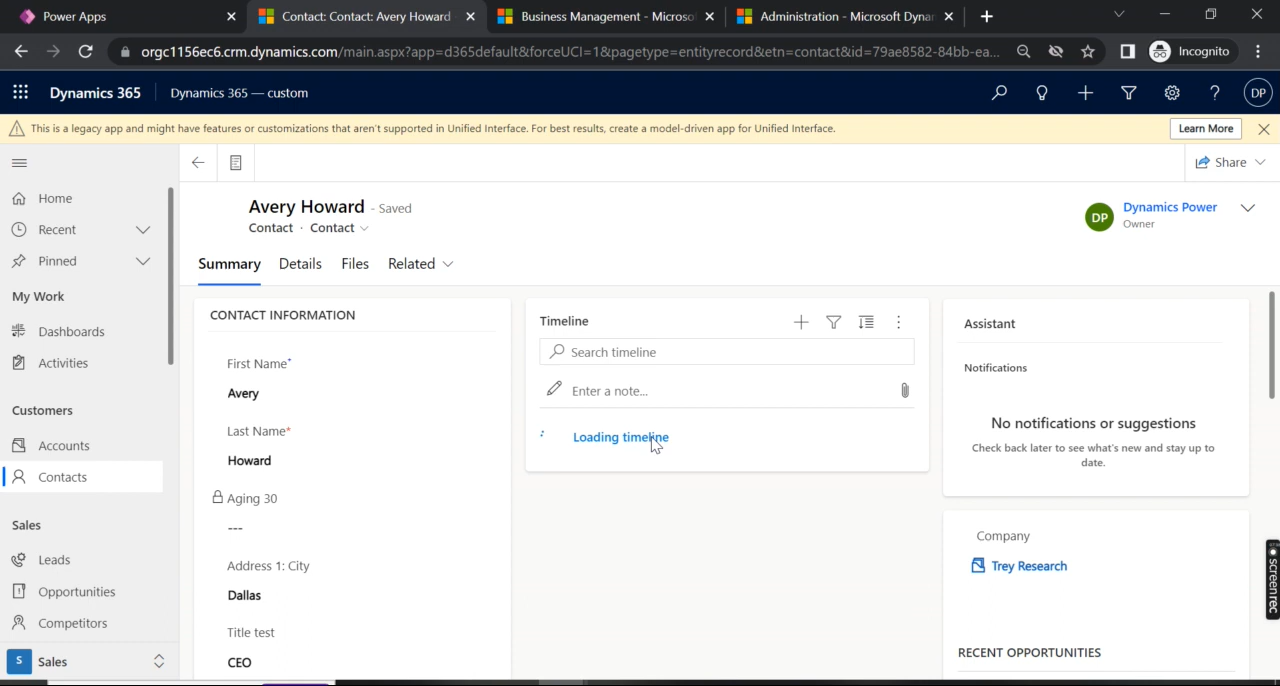 Power Apps
Contact: Contact: Avery Howard
Business Management - Microso
Administration - Microsoft Dynar
orgc1156ec6.crm.dynamics.com/main.aspx?app=d365default&forceUCI=1&pagetype=entityrecord&etn=contact&id=79ae8582-84bb-ea...
Incognito
Dynamics 365
Dynamics 365 — custom
DP
This is a legacy app and might have features or customizations that aren't supported in Unified Interface. For best results, create a model-driven app for Unified Interface.
Learn More
Share
Home
Recent
Pinned
My Work
Dashboards
Activities
Customers
Accounts
Contacts
Sales
Leads
Opportunities
Competitors
S Sales
Avery Howard - Saved
Contact · Contact
DP
Dynamics Power
Owner
Summary Details Files Related
CONTACT INFORMATION
First Name*
Avery
Last Name*
Howard
Aging 30
---
Address 1: City
Dallas
Title test
CEO
Timeline
Search timeline
Enter a note...
Loading timeline
Assistant
Notifications
No notifications or suggestions
Check back later to see what's new and stay up to
date.
Company
Trey Research
RECENT OPPORTUNITIES
screenrec